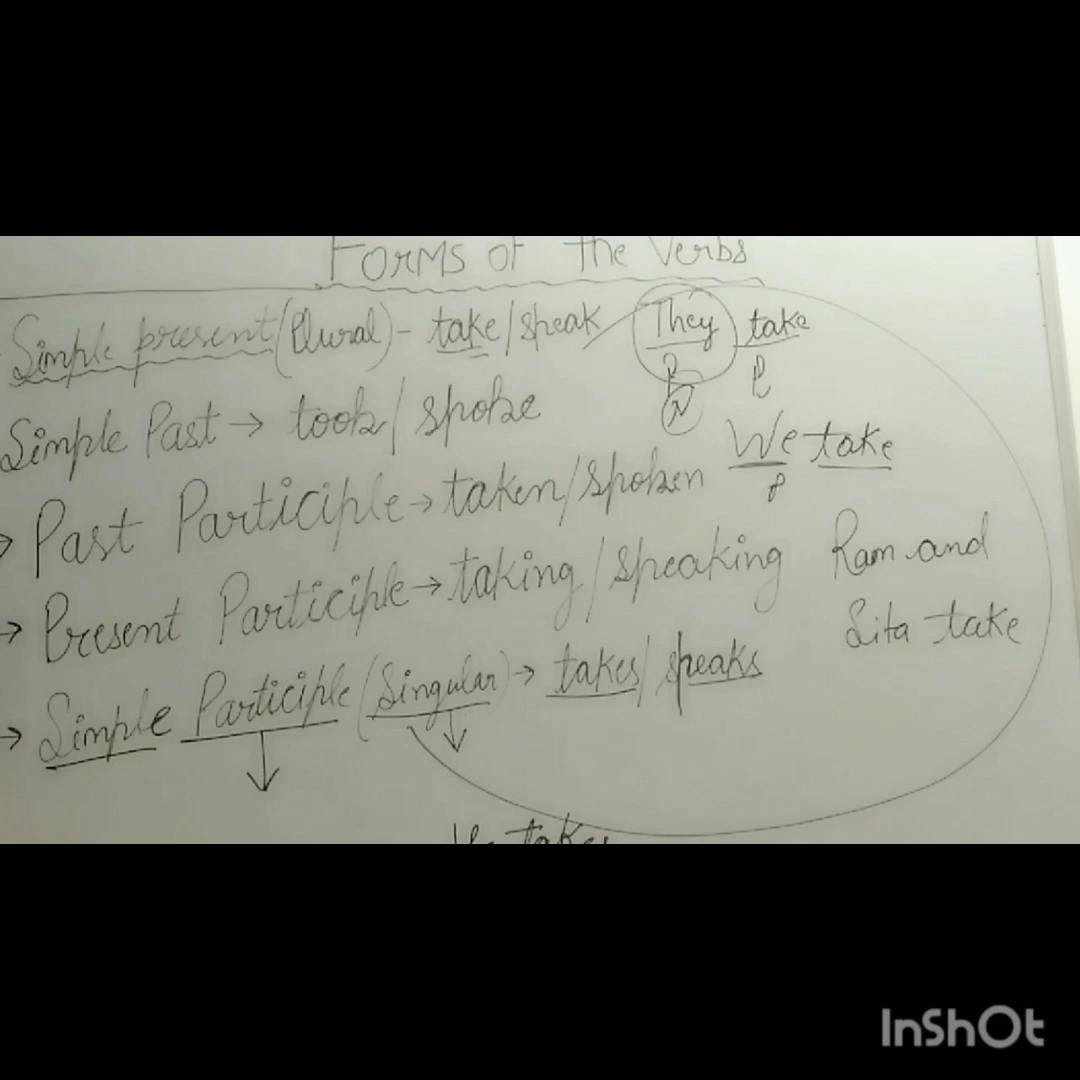 Forms of the Verbs
Simple present (Plural) - take/speak They take
P P
N
Simple Past → took/spoke
We take
P
→ Past Participle → taken/spoken
→ Present Participle → taking/speaking Ram and
Sita take
→ Simple Participle (Singular) → takes/speaks
takes
InShOt